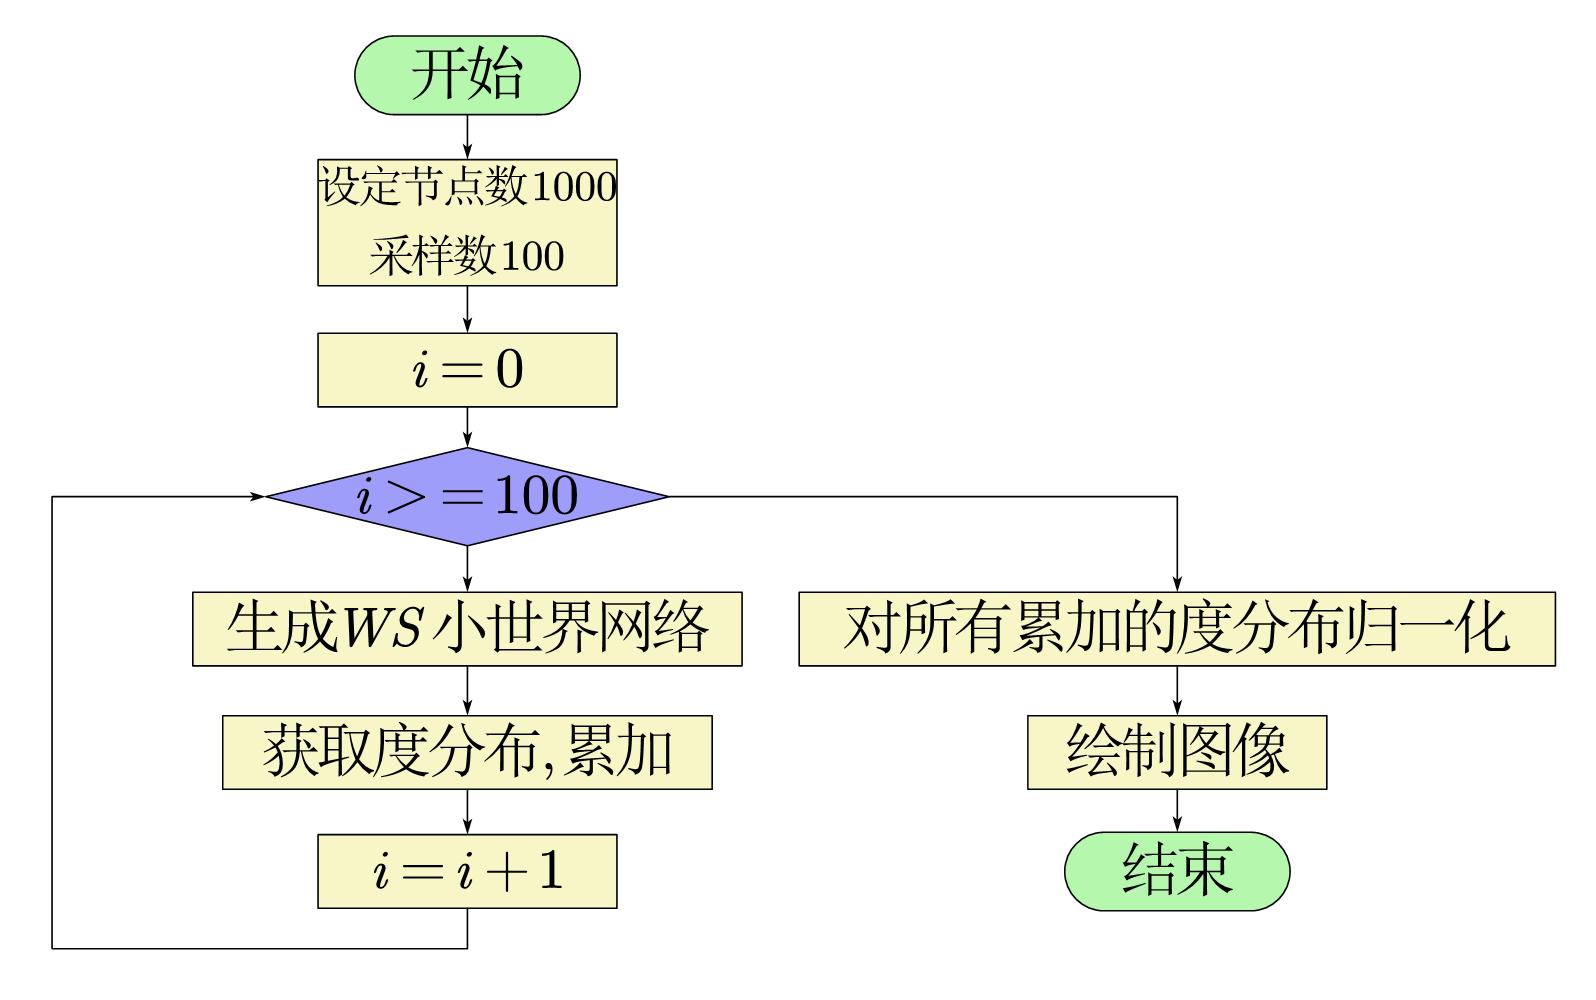 开始
设定节点数1000
采样数100
i = 0
i >= 100
生成WS小世界网络
获取度分布,累加
i = i + 1
对所有累加的度分布归一化
绘制图像
结束